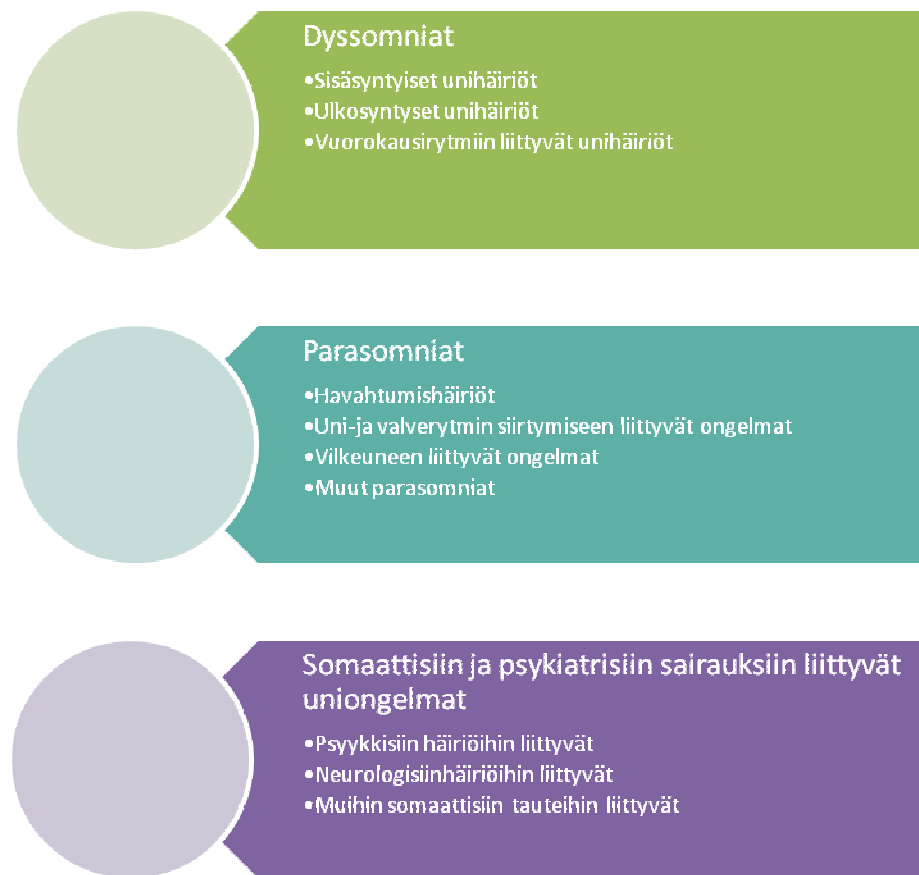 Dyssomniat
•Sisäsyntyiset unihäiriöt
•Ulkosyntyset unihäiriöt
•Vuorokausirytmiin liittyvät unihäiriöt
Parasomniat
•Havahtumishäiriöt
•Uni-ja valverytmin siirtymiseen liittyvät ongelmat
•Vilkeuneen liittyvät ongelmat
•Muut parasomniat
Somaattisiin ja psykiatrisiin sairauksiin liittyvät
uniongelmat
•Psyykkisiin häiriöihin liittyvät
•Neurologisiinhäiriöihin liittyvät
•Muihin somaattisiin tauteihin liittyvät